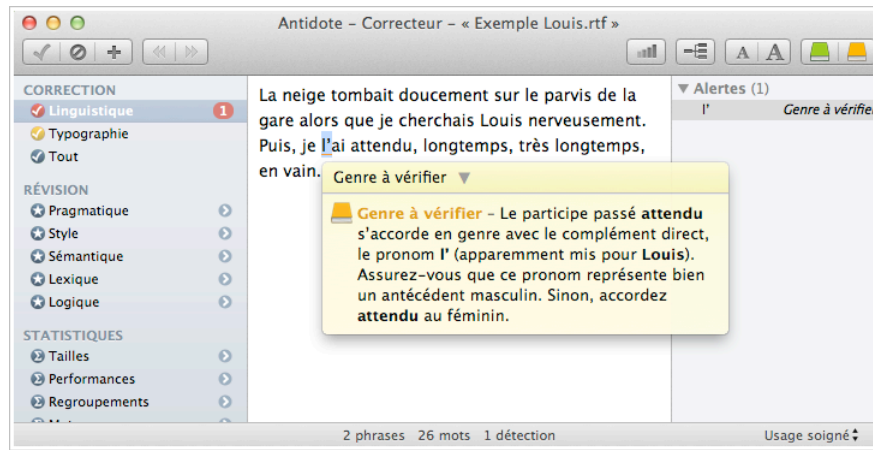 Antidote – Correcteur – « Exemple Louis.rtf »
A A
CORRECTION
Linguistique 1
Typographie
Tout
RÉVISION
Pragmatique
Style
Sémantique
Lexique
Logique
STATISTIQUES
Tailles
Performances
Regroupements
La neige tombait doucement sur le parvis de la
gare alors que je cherchais Louis nerveusement.
Puis, je l’ai attendu, longtemps, très longtemps,
en vain.
Genre à vérifier
Genre à vérifier – Le participe passé attendu
s’accorde en genre avec le complément direct,
le pronom l’ (apparemment mis pour Louis).
Assurez-vous que ce pronom représente bien
un antécédent masculin. Sinon, accordez
attendu au féminin.
Alertes (1)
l’ Genre à vérifier
2 phrases 26 mots 1 détection
Usage soigné